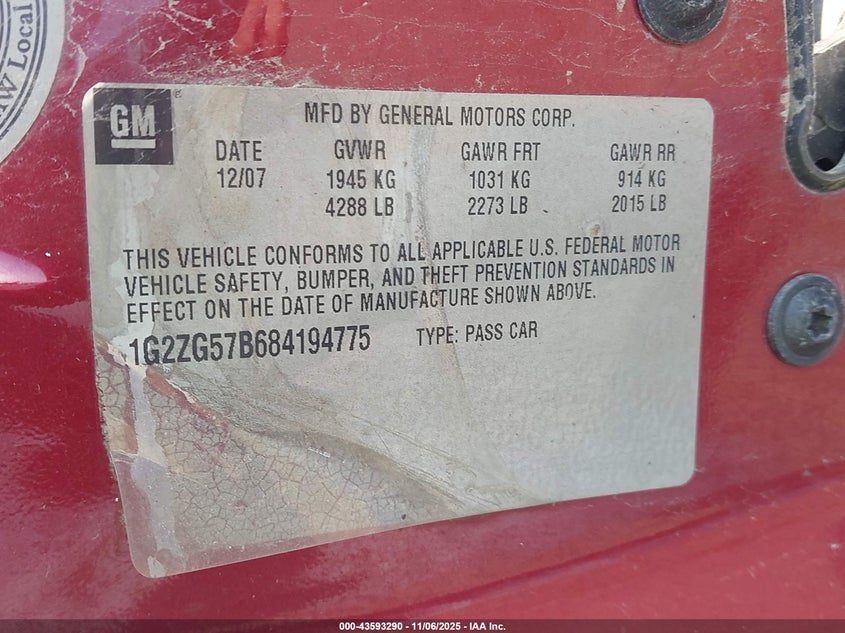 W Local
GM
MFD BY GENERAL MOTORS CORP.
DATE GVWR GAWR FRT GAWR RR
12/07 1945 KG 1031 KG 914 KG
4288 LB 2273 LB 2015 LB
THIS VEHICLE CONFORMS TO ALL APPLICABLE U.S. FEDERAL MOTOR
VEHICLE SAFETY, BUMPER, AND THEFT PREVENTION STANDARDS IN
EFFECT ON THE DATE OF MANUFACTURE SHOWN ABOVE.
1G2ZG57B684194775 TYPE: PASS CAR
000-43593290 - 11/06/2025 - IAA Inc.